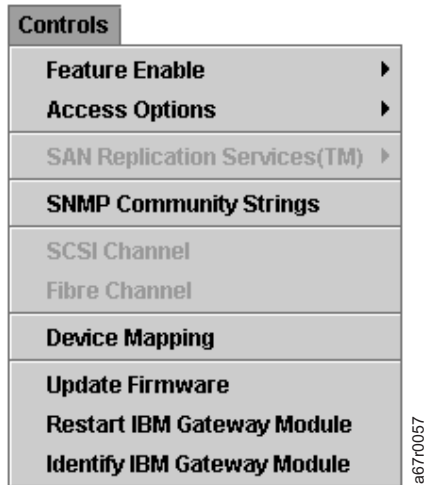 Controls
Feature Enable
Access Options
SAN Replication Services(TM)
SNMP Community Strings
SCSI Channel
Fibre Channel
Device Mapping
Update Firmware
Restart IBM Gateway Module
Identify IBM Gateway Module
a67r0057